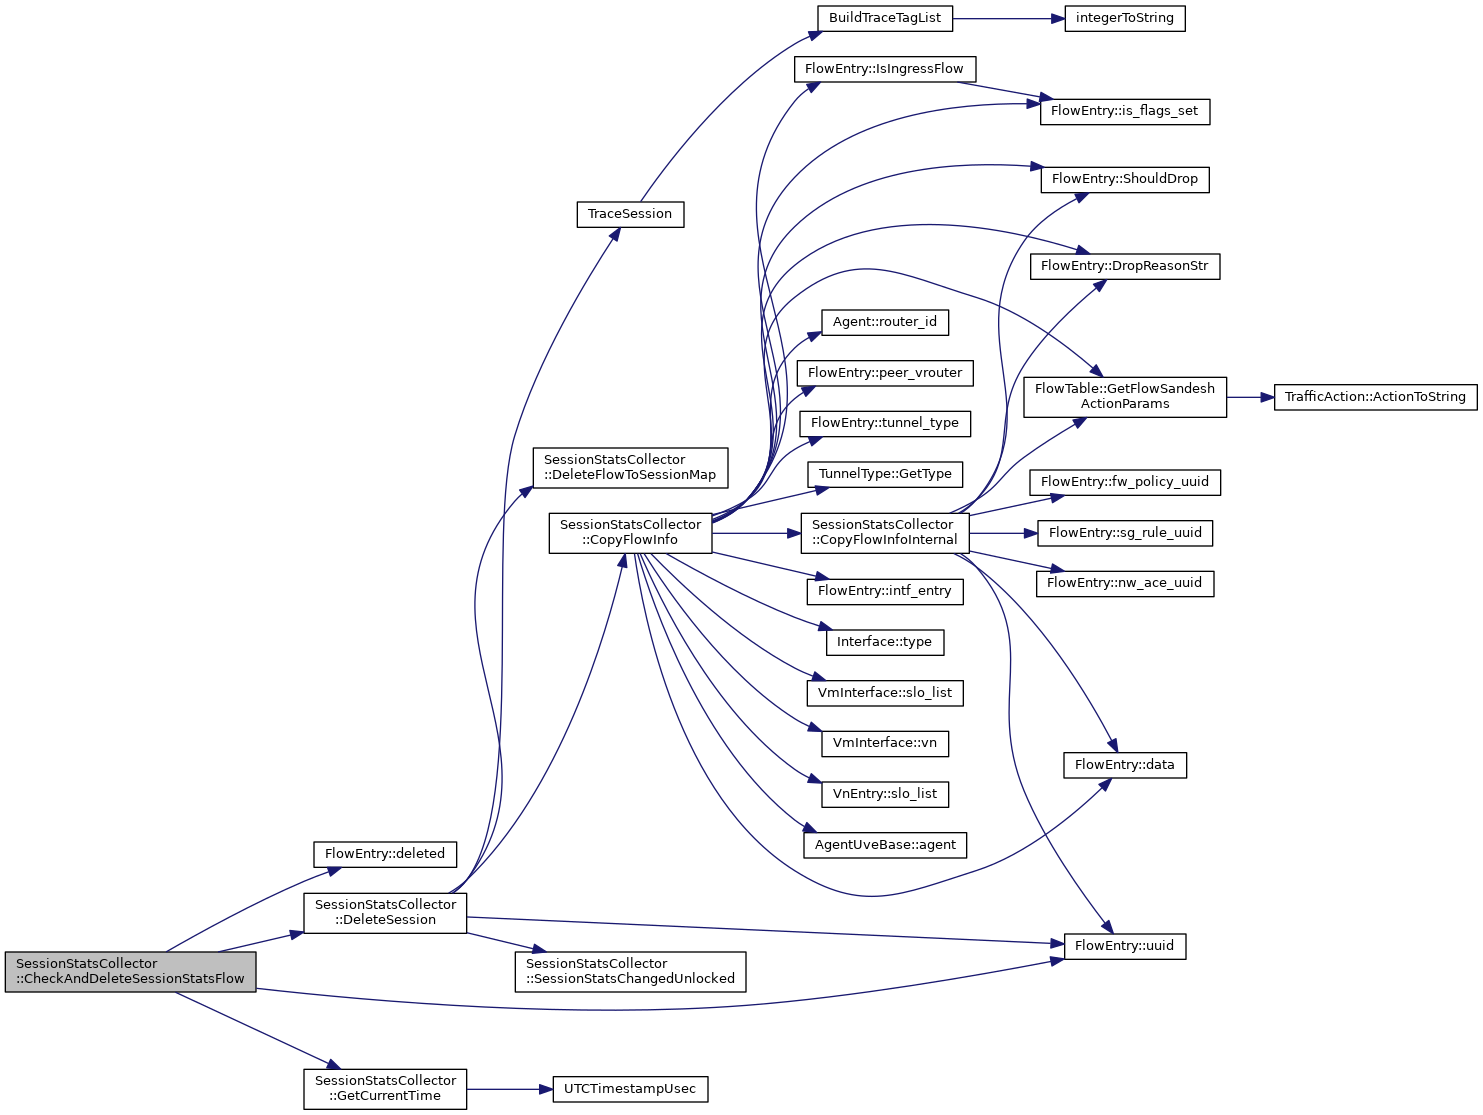 BuildTraceTagList
integerToString
FlowEntry::IsIngressFlow
FlowEntry::is_flags_set
FlowEntry::ShouldDrop
TraceSession
FlowEntry::DropReasonStr
Agent::router_id
FlowEntry::peer_vrouter
FlowTable::GetFlowSandesh
ActionParams
TrafficAction::ActionToString
FlowEntry::tunnel_type
SessionStatsCollector
::DeleteFlowToSessionMap
TunnelType::GetType
FlowEntry::fw_policy_uuid
SessionStatsCollector
::CopyFlowInfo
SessionStatsCollector
::CopyFlowInfoInternal
FlowEntry::sg_rule_uuid
FlowEntry::intf_entry
FlowEntry::nw_ace_uuid
Interface::type
VmInterface::slo_list
VmInterface::vn
FlowEntry::data
VnEntry::slo_list
AgentUveBase::agent
FlowEntry::deleted
SessionStatsCollector
::DeleteSession
FlowEntry::uuid
SessionStatsCollector
::CheckAndDeleteSessionStatsFlow
SessionStatsCollector
::SessionStatsChangedUnlocked
SessionStatsCollector
::GetCurrentTime
UTCTimestampUsec